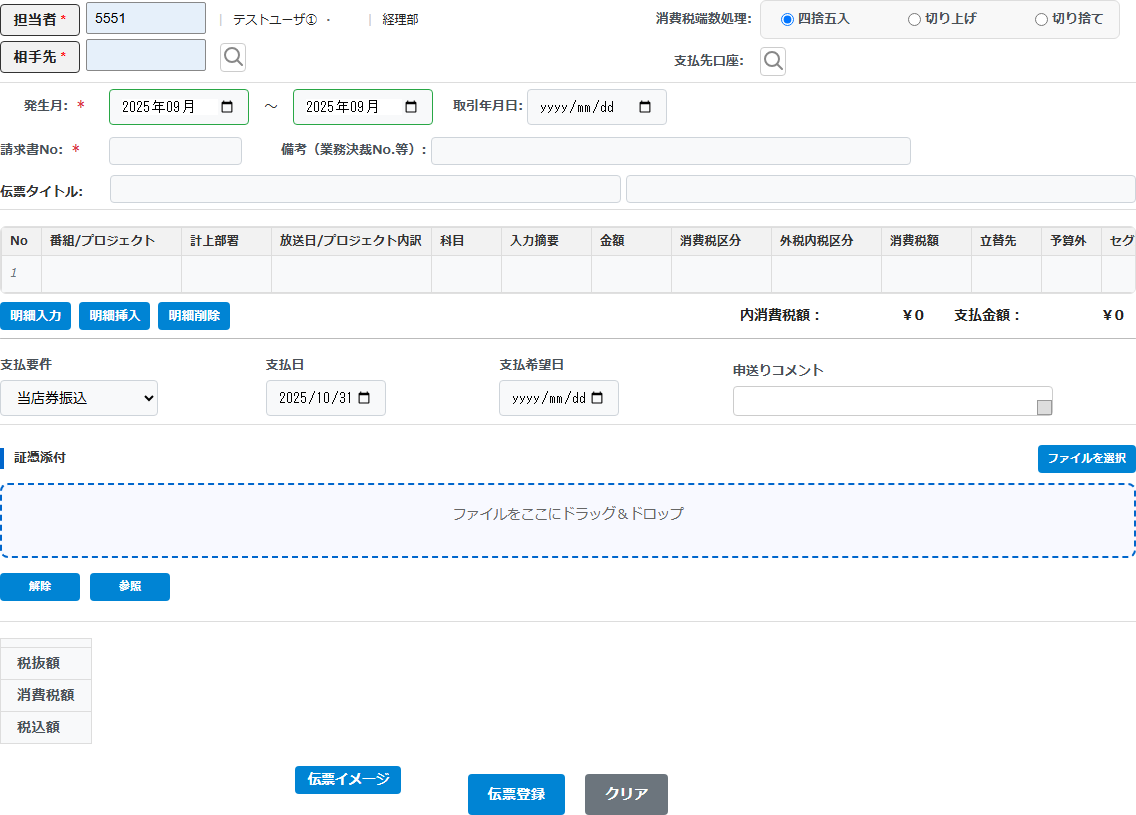 担当者 * 5551 | テストユーザ① ・ | 経理部 消費税端数処理: 四捨五入 切り上げ 切り捨て
相手先 * 支払先口座:
発生月: * 2025年09月 ～ 2025年09月 取引年月日: yyyy/mm/dd
請求書No: * 備考（業務決裁No.等）:
伝票タイトル:
No 番組/プロジェクト 計上部署 放送日/プロジェクト内訳 科目 入力摘要 金額 消費税区分 外税内税区分 消費税額 立替先 予算外 セグ
1
明細入力 明細挿入 明細削除 内消費税額： ￥0 支払金額： ￥0
支払要件 支払日 支払希望日 申送りコメント
当店券振込 2025/10/31 yyyy/mm/dd
証憑添付 ファイルを選択
ファイルをここにドラッグ＆ドロップ
解除 参照
税抜額
消費税額
税込額
伝票イメージ 伝票登録 クリア